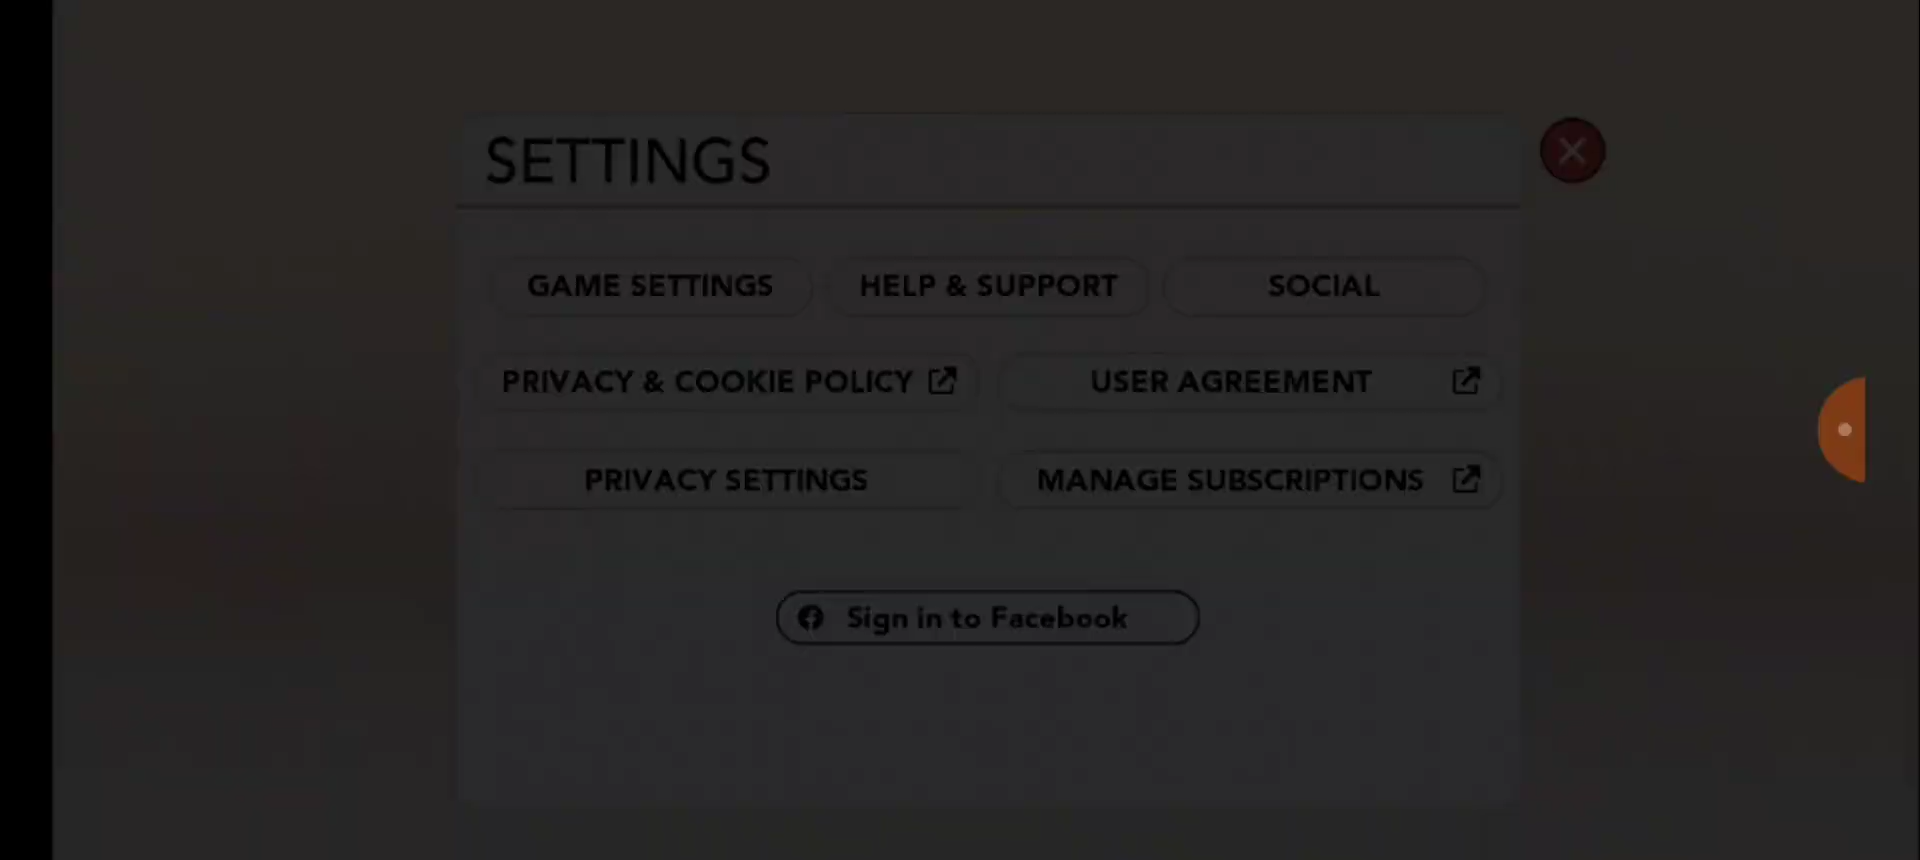 SETTINGS
GAME SETTINGS HELP & SUPPORT SOCIAL
PRIVACY & COOKIE POLICY USER AGREEMENT
PRIVACY SETTINGS MANAGE SUBSCRIPTIONS
Sign in to Facebook